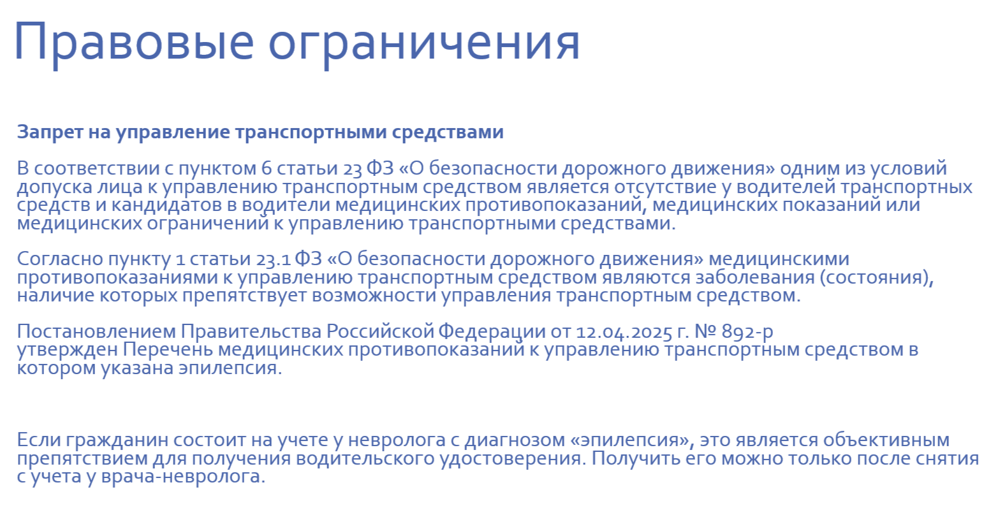 Правовые ограничения
Запрет на управление транспортными средствами
В соответствии с пунктом 6 статьи 23 ФЗ «О безопасности дорожного движения» одним из условий
допуска лица к управлению транспортным средством является отсутствие у водителей транспортных
средств и кандидатов в водители медицинских противопоказаний, медицинских показаний или
медицинских ограничений к управлению транспортными средствами.
Согласно пункту 1 статьи 23.1 ФЗ «О безопасности дорожного движения» медицинскими
противопоказаниями к управлению транспортным средством являются заболевания (состояния),
наличие которых препятствует возможности управления транспортным средством.
Постановлением Правительства Российской Федерации от 12.04.2025 г. № 892-р
утвержден Перечень медицинских противопоказаний к управлению транспортным средством в
котором указана эпилепсия.
Если гражданин состоит на учете у невролога с диагнозом «эпилепсия», это является объективным
препятствием для получения водительского удостоверения. Получить его можно только после снятия
с учета у врача-невролога.